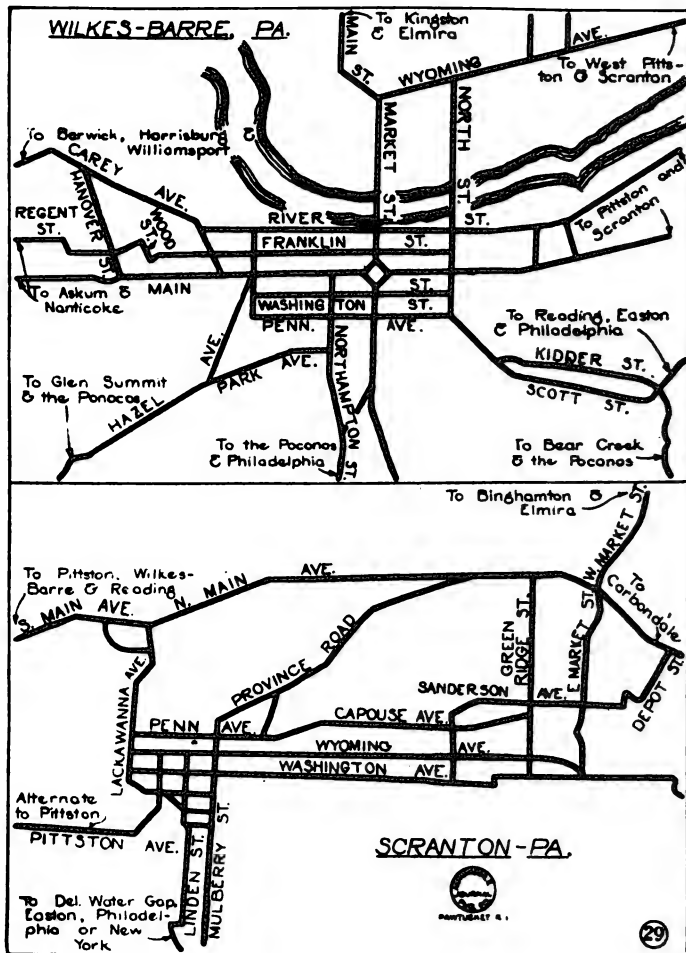 WILKES-BARRE, PA.
To Kingston
& Elmira
MAIN
ST.
WYOMING
AVE.
To West Pitts-
ton & Scranton
MARKET
ST.
NORTH
ST.
To Berwick, Harrisburg
Williamsport
&
CAREY
AVE.
HANOVER
ST.
WOOD
ST.
REGENT
ST.
RIVER
ST.
FRANKLIN
ST.
To Pittston and
Scranton
MAIN
ST.
To Askum &
Nanticoke
WASHINGTON
ST.
PENN.
AVE.
To Reading, Easton
& Philadelphia
KIDDER ST.
SCOTT ST.
NORTHAMPTON ST.
PARK AVE.
HAZEL
AVE.
To Glen Summit
& the Ponocos
To the Poconos
& Philadelphia
To Bear Creek
& the Poconos
To Binghamton &
Elmira
N.W. MARKET ST.
To Pittston, Wilkes-
Barre & Reading
S. MAIN AVE.
N. MAIN
AVE.
To
Carbondale
PROVINCE ROAD
GREEN
RIDGE ST.
E MARKET ST.
SANDERSON AVE.
DEPOT ST.
LACKAWANNA AVE.
PENN AVE.
CAPOUSE AVE.
WYOMING AVE.
WASHINGTON AVE.
Alternate
to Pittston
PITTSTON AVE.
LINDEN ST.
MULBERRY ST.
SCRANTON-PA.
PAWTUCKET R.I.
To Del. Water Gap,
Easton, Philadel-
phia or New
York
29